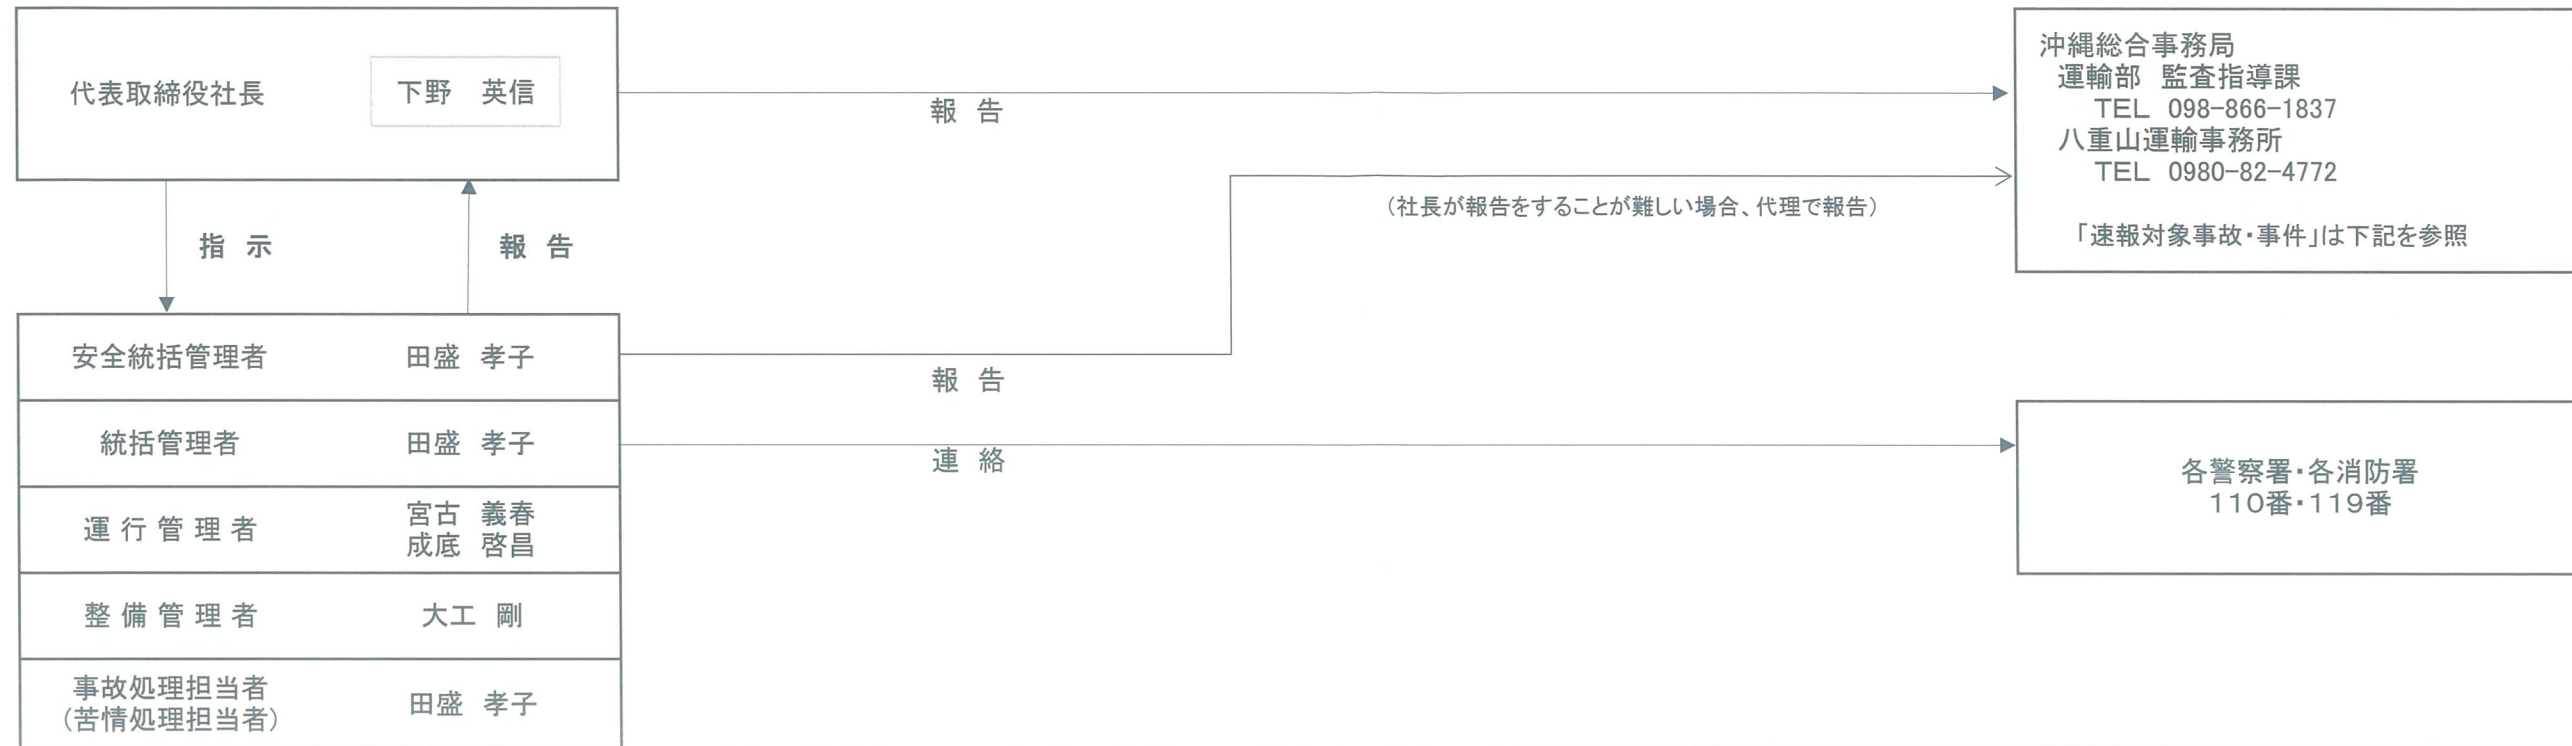 代表取締役社長 下野 英信
報 告
沖縄総合事務局
運輸部 監査指導課
TEL 098-866-1837
八重山運輸事務所
TEL 0980-82-4772
「速報対象事故・事件」は下記を参照
(社長が報告をすることが難しい場合、代理で報告)
指 示
報 告
安全統括管理者 田盛 孝子
報 告
統括管理者 田盛 孝子
連 絡
各警察署・各消防署
110番・119番
運 行 管 理 者 宮古 義春
成底 啓昌
整 備 管 理 者 大工 剛
事故処理担当者
(苦情処理担当者) 田盛 孝子